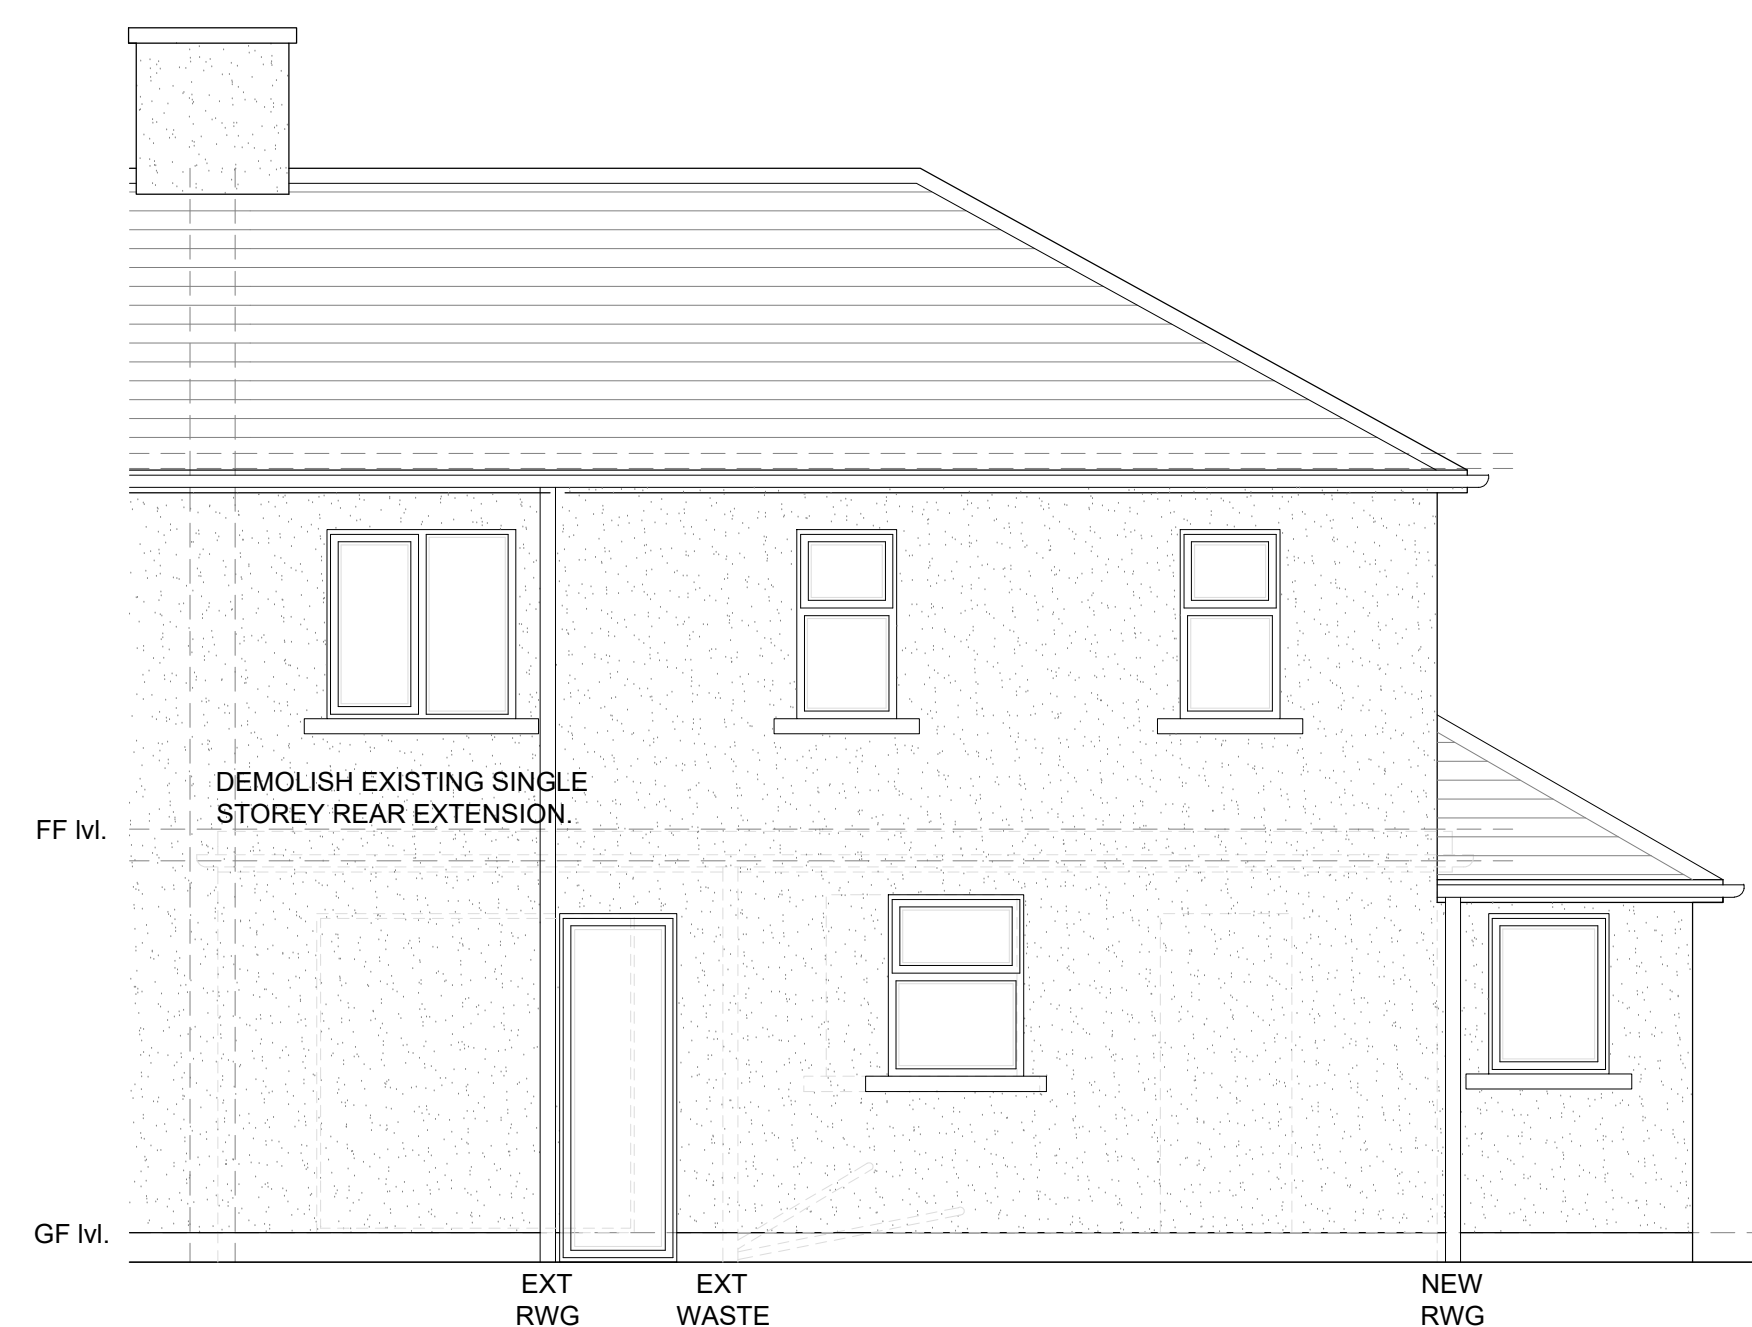 DEMOLISH EXISTING SINGLE
STOREY REAR EXTENSION.
FF lvl.
GF lvl.
EXT
RWG
EXT
WASTE
NEW
RWG